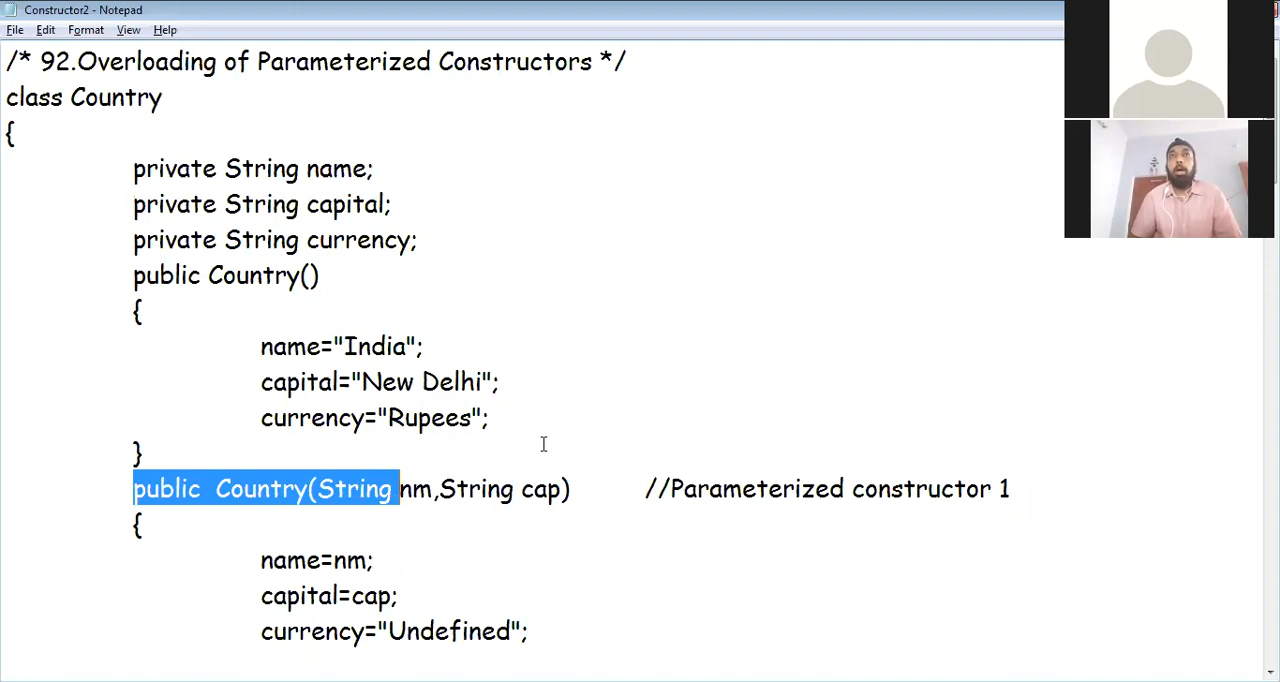 Constructor2 - Notepad
File Edit Format View Help
/* 92.Overloading of Parameterized Constructors */
class Country
{
private String name;
private String capital;
private String currency;
public Country()
{
name="India";
capital="New Delhi";
currency="Rupees";
}
public  Country(String nm,String cap) //Parameterized constructor 1
{
name=nm;
capital=cap;
currency="Undefined";